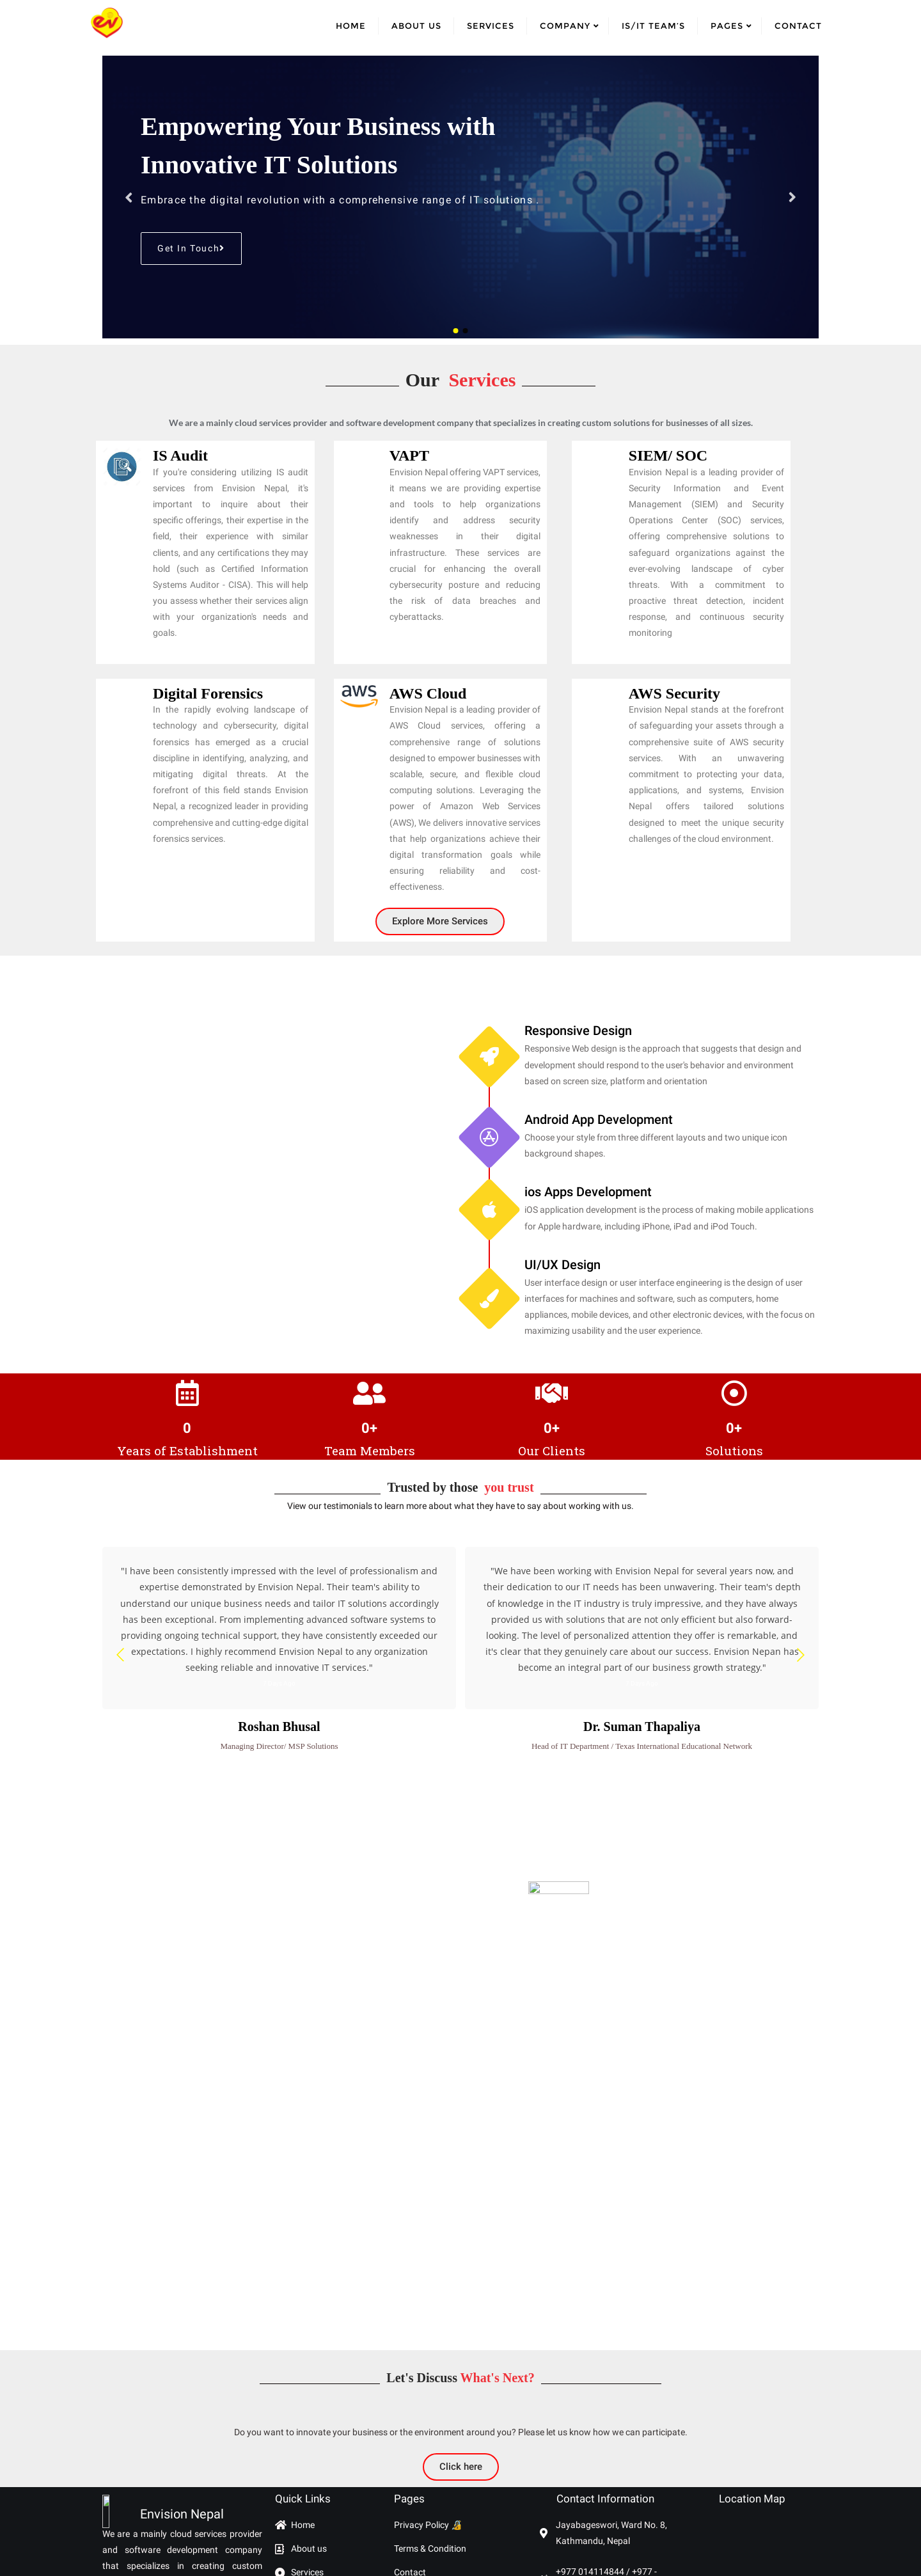 ev
HOME
ABOUT US
SERVICES
COMPANY
IS/IT TEAM'S
PAGES
CONTACT
Empowering Your Business with
Innovative IT Solutions
Embrace the digital revolution with a comprehensive range of IT solutions .
Get In Touch
Our Services
We are a mainly cloud services provider and software development company that specializes in creating custom solutions for businesses of all sizes.
IS Audit
If you're considering utilizing IS audit
services from Envision Nepal, it's
important to inquire about their
specific offerings, their expertise in the
field, their experience with similar
clients, and any certifications they may
hold (such as Certified Information
Systems Auditor - CISA). This will help
you assess whether their services align
with your organization's needs and
goals.
VAPT
Envision Nepal offering VAPT services,
it means we are providing expertise
and tools to help organizations
identify and address security
weaknesses in their digital
infrastructure. These services are
crucial for enhancing the overall
cybersecurity posture and reducing
the risk of data breaches and
cyberattacks.
SIEM/ SOC
Envision Nepal is a leading provider of
Security Information and Event
Management (SIEM) and Security
Operations Center (SOC) services,
offering comprehensive solutions to
safeguard organizations against the
ever-evolving landscape of cyber
threats. With a commitment to
proactive threat detection, incident
response, and continuous security
monitoring
Digital Forensics
In the rapidly evolving landscape of
technology and cybersecurity, digital
forensics has emerged as a crucial
discipline in identifying, analyzing, and
mitigating digital threats. At the
forefront of this field stands Envision
Nepal, a recognized leader in providing
comprehensive and cutting-edge digital
forensics services.
aws
AWS Cloud
Envision Nepal is a leading provider of
AWS Cloud services, offering a
comprehensive range of solutions
designed to empower businesses with
scalable, secure, and flexible cloud
computing solutions. Leveraging the
power of Amazon Web Services
(AWS), We delivers innovative services
that help organizations achieve their
digital transformation goals while
ensuring reliability and cost-
effectiveness.
AWS Security
Envision Nepal stands at the forefront
of safeguarding your assets through a
comprehensive suite of AWS security
services. With an unwavering
commitment to protecting your data,
applications, and systems, Envision
Nepal offers tailored solutions
designed to meet the unique security
challenges of the cloud environment.
Explore More Services
Responsive Design
Responsive Web design is the approach that suggests that design and
development should respond to the user's behavior and environment
based on screen size, platform and orientation
Android App Development
Choose your style from three different layouts and two unique icon
background shapes.
ios Apps Development
iOS application development is the process of making mobile applications
for Apple hardware, including iPhone, iPad and iPod Touch.
UI/UX Design
User interface design or user interface engineering is the design of user
interfaces for machines and software, such as computers, home
appliances, mobile devices, and other electronic devices, with the focus on
maximizing usability and the user experience.
0
Years of Establishment
0+
Team Members
0+
Our Clients
0+
Solutions
Trusted by those you trust
View our testimonials to learn more about what they have to say about working with us.
"I have been consistently impressed with the level of professionalism and
expertise demonstrated by Envision Nepal. Their team's ability to
understand our unique business needs and tailor IT solutions accordingly
has been exceptional. From implementing advanced software systems to
providing ongoing technical support, they have consistently exceeded our
expectations. I highly recommend Envision Nepal to any organization
seeking reliable and innovative IT services."
Roshan Bhusal
Managing Director/ MSP Solutions
"We have been working with Envision Nepal for several years now, and
their dedication to our IT needs has been unwavering. Their team's depth
of knowledge in the IT industry is truly impressive, and they have always
provided us with solutions that are not only efficient but also forward-
looking. The level of personalized attention they offer is remarkable, and
it's clear that they genuinely care about our success. Envision Nepan has
become an integral part of our business growth strategy."
Dr. Suman Thapaliya
Head of IT Department / Texas International Educational Network
Let's Discuss What's Next?
Do you want to innovate your business or the environment around you? Please let us know how we can participate.
Click here
Envision Nepal
We are a mainly cloud services provider
and software development company
that specializes in creating custom
Quick Links
Home
About us
Services
Pages
Privacy Policy 🔏
Terms & Condition
Contact
Contact Information
Jayabageswori, Ward No. 8,
Kathmandu, Nepal
+977 014114844 / +977 -
Location Map